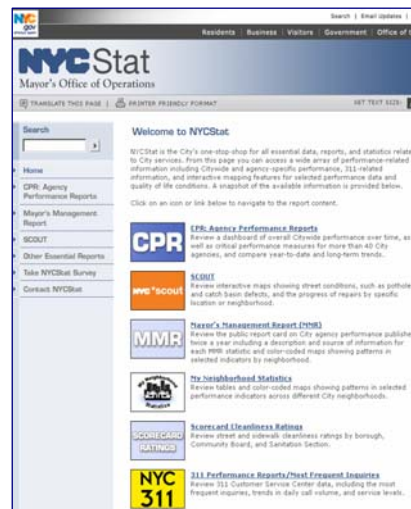 NYC
.gov
Search | Email Updates |
Residents | Business | Visitors | Government | Office of t
NYCStat
Mayor's Office of Operations
TRANSLATE THIS PAGE | PRINTER FRIENDLY FORMAT
SET TEXT SIZE:
Search
Home
CPR: Agency
Performance Reports
Mayor's Management
Report
SCOUT
Other Essential Reports
Take NYCStat Survey
Contact NYCStat
Welcome to NYCStat
NYCStat is the City's one-stop-shop for all essential data, reports, and statistics relate
to City services. From this page you can access a wide array of performance-related
information including Citywide and agency-specific performance, 311-related
information, and interactive mapping features for selected performance data and
quality of life conditions. A snapshot of the available information is provided below.
Click on an icon or link below to navigate to the report content.
CPR
CPR: Agency Performance Reports
Review a dashboard of overall Citywide performance over time, as
well as critical performance measures for more than 40 City
agencies, and compare year-to-date and long-term trends.
NYC*scout
SCOUT
Review interactive maps showing street conditions, such as pothole
and catch basin defects, and the progress of repairs by specific
location or neighborhood.
MMR
Mayor's Management Report (MMR)
Review the public report card on City agency performance publishe
twice a year including a description and source of information for
each MMR statistic and color-coded maps showing patterns in
selected indicators by neighborhood.
My Neighborhood
Statistics
My Neighborhood Statistics
Review tables and color-coded maps showing patterns in selected
performance indicators across different City neighborhoods.
SCORECARD
RATINGS
Scorecard Cleanliness Ratings
Review street and sidewalk cleanliness ratings by borough,
Community Board, and Sanitation Section.
NYC
311
311 Performance Reports/Most Frequent Inquiries
Review 311 Customer Service Center data, including the most
frequent inquiries, trends in daily call volume, and service levels.